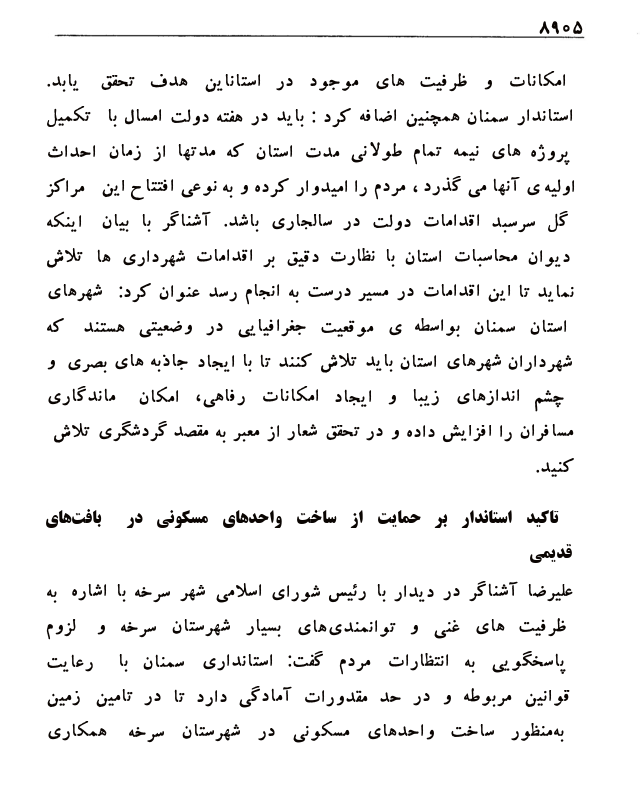 ۸۹۰۵
امکانات و ظرفیت های موجود در استاناین هدف تحقق یابد.
استاندار سمنان همچنین اضافه کرد : باید در هفته دولت امسال با تکمیل
پروژه های نیمه تمام طولانی مدت استان که مدتها از زمان احداث
اولیه ی آنها می گذرد ، مردم را امیدوار کرده و به نوعی افتتاح این مراکز
گل سرسبد اقدامات دولت در سالجاری باشد. آشناگر با بیان اینکه
دیوان محاسبات استان با نظارت دقیق بر اقدامات شهرداری ها تلاش
نماید تا این اقدامات در مسیر درست به انجام رسد عنوان کرد: شهرهای
استان سمنان بواسطه ی موقعیت جغرافیایی در وضعیتی هستند که
شهرداران شهرهای استان باید تلاش کنند تا با ایجاد جاذبه های بصری و
چشم اندازهای زیبا و ایجاد امکانات رفاهی، امکان ماندگاری
مسافران را افزایش داده و در تحقق شعار از معبر به مقصد گردشگری تلاش
کنید.
تاکید استاندار بر حمایت از ساخت واحدهای مسکونی در بافت‌های
قدیمی
علیرضا آشناگر در دیدار با رئیس شورای اسلامی شهر سرخه با اشاره به
ظرفیت های غنی و توانمندی‌های بسیار شهرستان سرخه و لزوم
پاسخگویی به انتظارات مردم گفت: استانداری سمنان با رعایت
قوانین مربوطه و در حد مقدورات آمادگی دارد تا در تامین زمین
به‌منظور ساخت واحدهای مسکونی در شهرستان سرخه همکاری